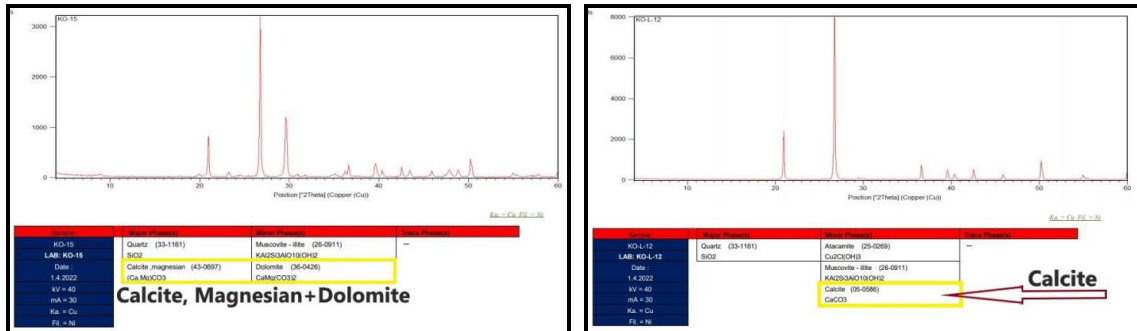 KO-15
3000
2000
1000
0
10 20 30 40 50 60
Position [°2Theta] (Copper (Cu)
Ka. = Cu Fil. = Ni
Sample Major Phase(s) Minor Phase(s) Trace Phase(s)
KO-15 Quartz (33-1161) Muscovite - illite (26-0911) --
LAB: KO-15 SiO2 KAl2Si3AlO10(OH)2
Date : Calcite ,magnesian (43-0697) Dolomite (36-0426)
1.4.2022 (Ca,Mg)CO3 CaMg(CO3)2
kV = 40
mA = 30
Ka. = Cu
Fil. = Ni
Calcite, Magnesian+Dolomite
KO-L-12
8000
6000
4000
2000
0
10 20 30 40 50 60
Position [°2Theta] (Copper (Cu)
Ka. = Cu Fil. = Ni
Sample Major Phase(s) Minor Phase(s) Trace Phase(s)
KO-L-12 Quartz (33-1161) Atacamite (25-0269) --
LAB: KO-L-12 SiO2 Cu2Cl(OH)3
Date : Muscovite - illite (26-0911)
1.4.2022 KAl2Si3AlO10(OH)2
kV = 40 Calcite (05-0586)
mA = 30 CaCO3
Ka. = Cu
Fil. = Ni
Calcite